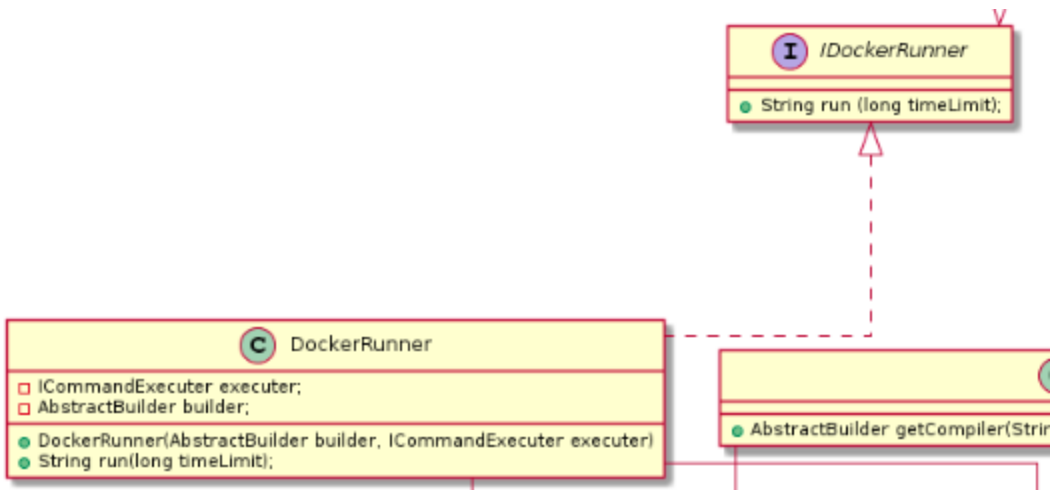 I IDockerRunner
String run (long timeLimit);
C DockerRunner
ICommandExecuter executer;
AbstractBuilder builder;
DockerRunner(AbstractBuilder builder, ICommandExecuter executer)
String run(long timeLimit);
AbstractBuilder getCompiler(Strin